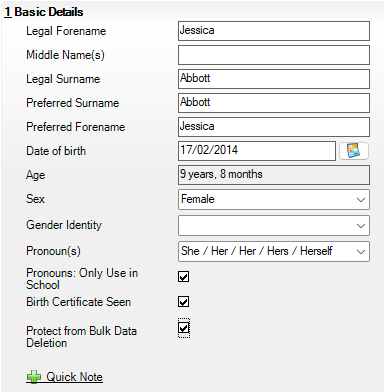 1 Basic Details
Legal Forename Jessica
Middle Name(s)
Legal Surname Abbott
Preferred Surname Abbott
Preferred Forename Jessica
Date of birth 17/02/2014
Age 9 years, 8 months
Sex Female
Gender Identity
Pronoun(s) She / Her / Her / Hers / Herself
Pronouns: Only Use in
School
Birth Certificate Seen
Protect from Bulk Data
Deletion
Quick Note